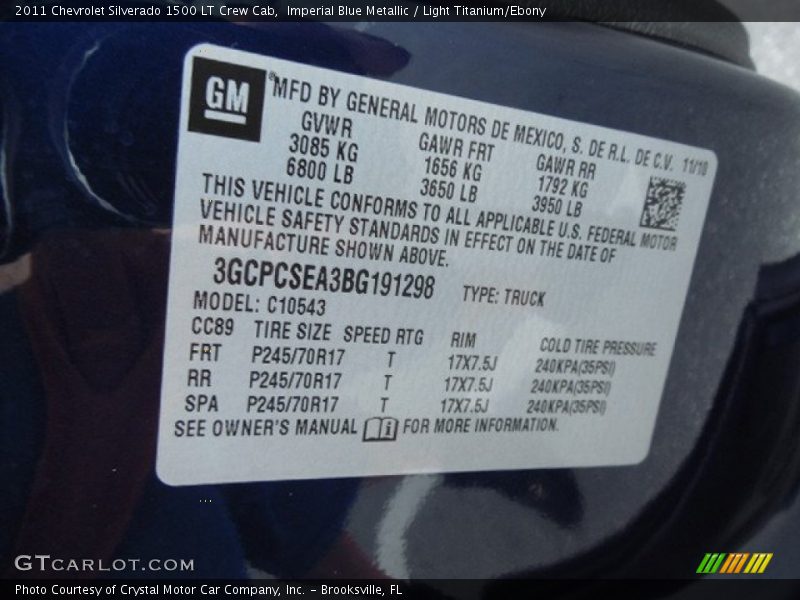 2011 Chevrolet Silverado 1500 LT Crew Cab,  Imperial Blue Metallic / Light Titanium/Ebony
GM ® MFD BY GENERAL MOTORS DE MEXICO, S. DE R.L. DE C.V. 11/10
GVWR GAWR FRT GAWR RR
3085 KG 1656 KG 1792 KG
6800 LB 3650 LB 3950 LB
THIS VEHICLE CONFORMS TO ALL APPLICABLE U.S. FEDERAL MOTOR
VEHICLE SAFETY STANDARDS IN EFFECT ON THE DATE OF
MANUFACTURE SHOWN ABOVE.
3GCPCSEA3BG191298 TYPE: TRUCK
MODEL: C10543
CC89 TIRE SIZE SPEED RTG RIM COLD TIRE PRESSURE
FRT P245/70R17 T 17X7.5J 240KPA(35PSI)
RR P245/70R17 T 17X7.5J 240KPA(35PSI)
SPA P245/70R17 T 17X7.5J 240KPA(35PSI)
SEE OWNER'S MANUAL FOR MORE INFORMATION.
GTCARLOT.COM
Photo Courtesy of Crystal Motor Car Company, Inc. - Brooksville, FL